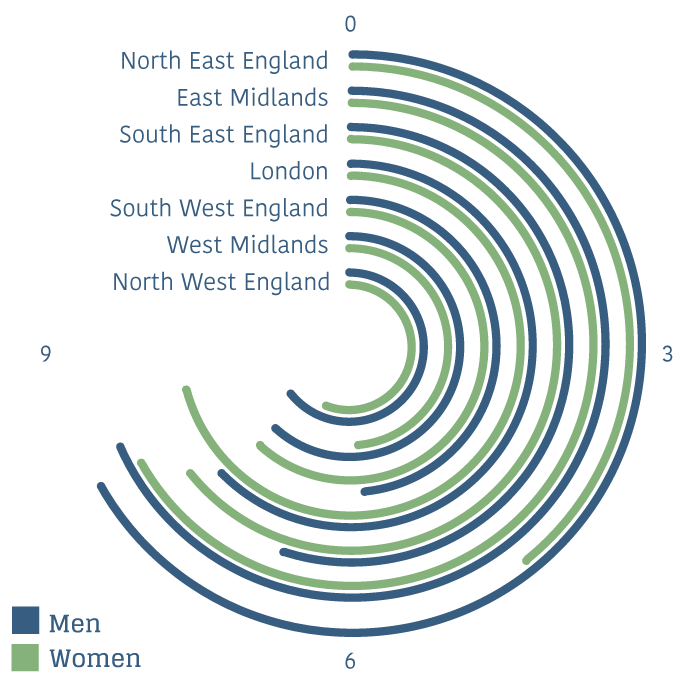 0
North East England
East Midlands
South East England
London
South West England
West Midlands
North West England
9
3
Men
Women
6